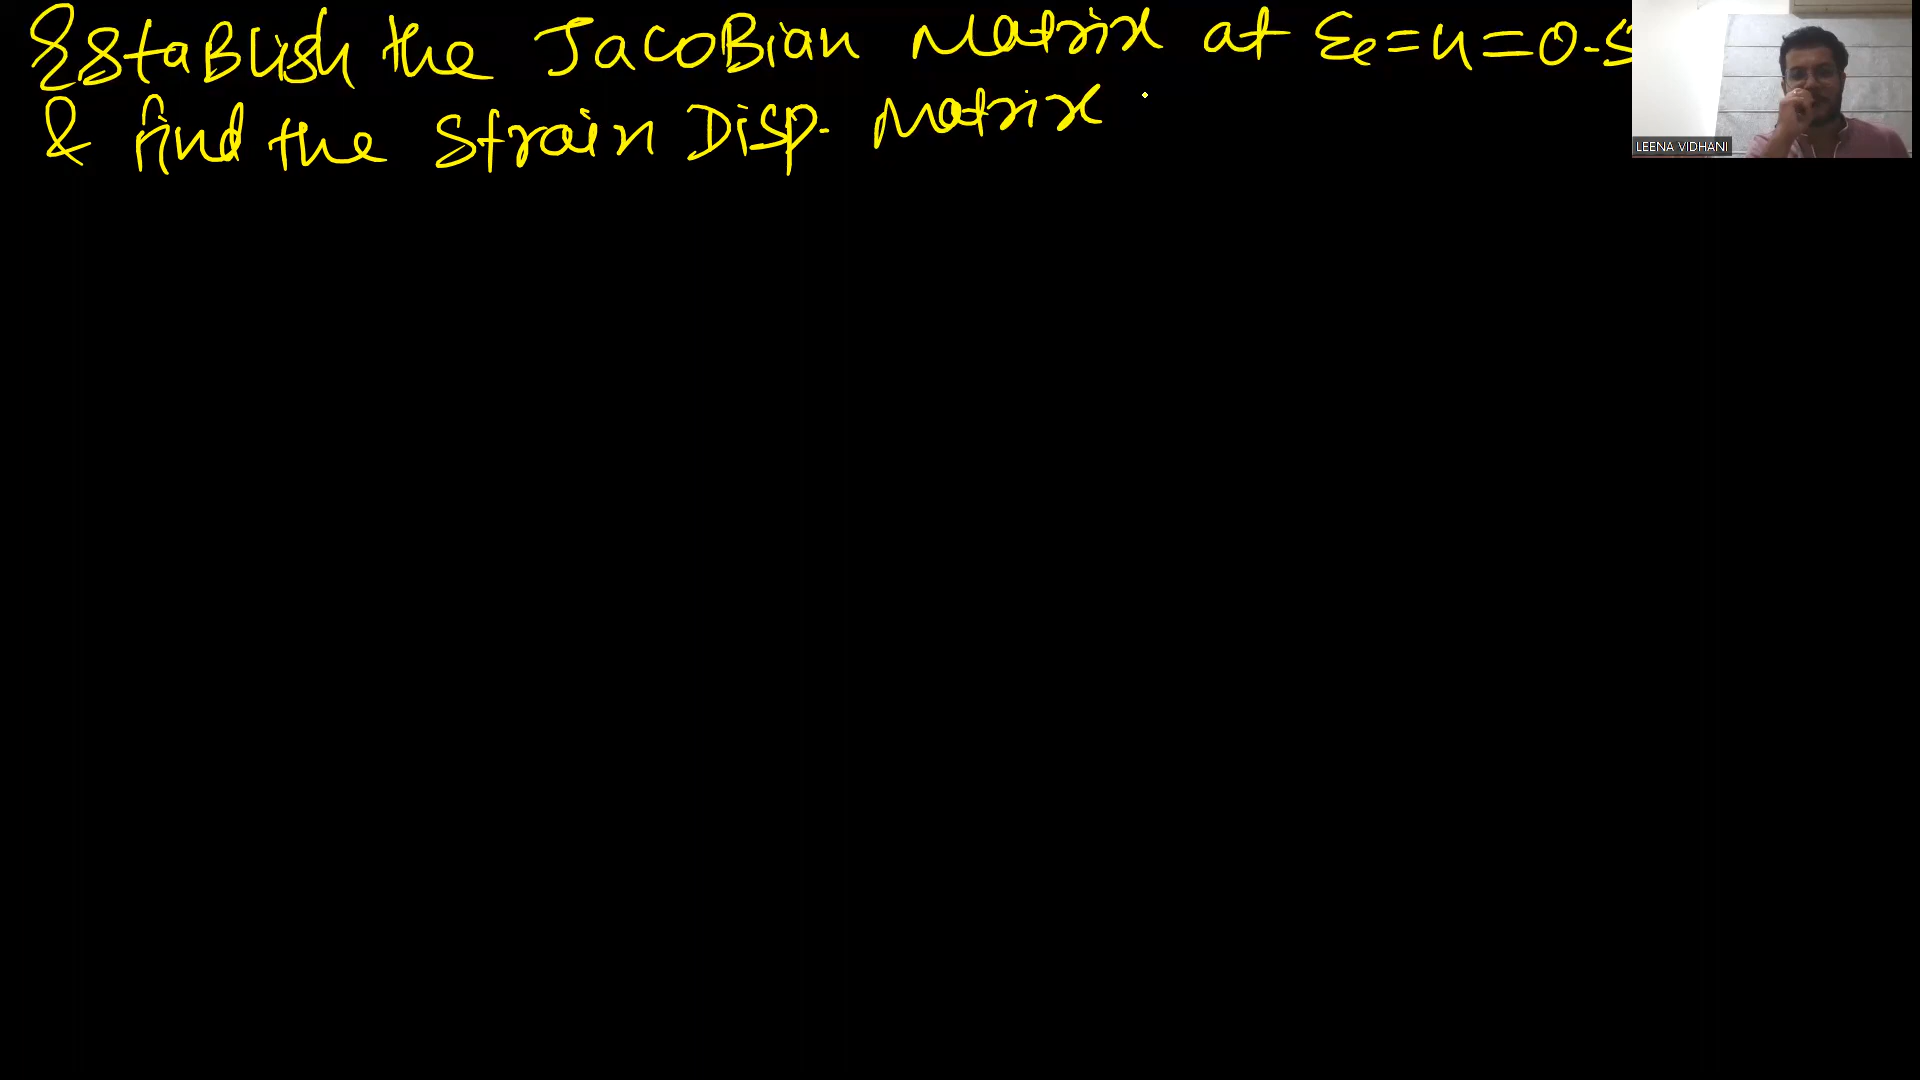 Establish the Jacobian Matrix at ξ=η=0.5
& find the Strain Disp. Matrix.
LEENA VIDHANI